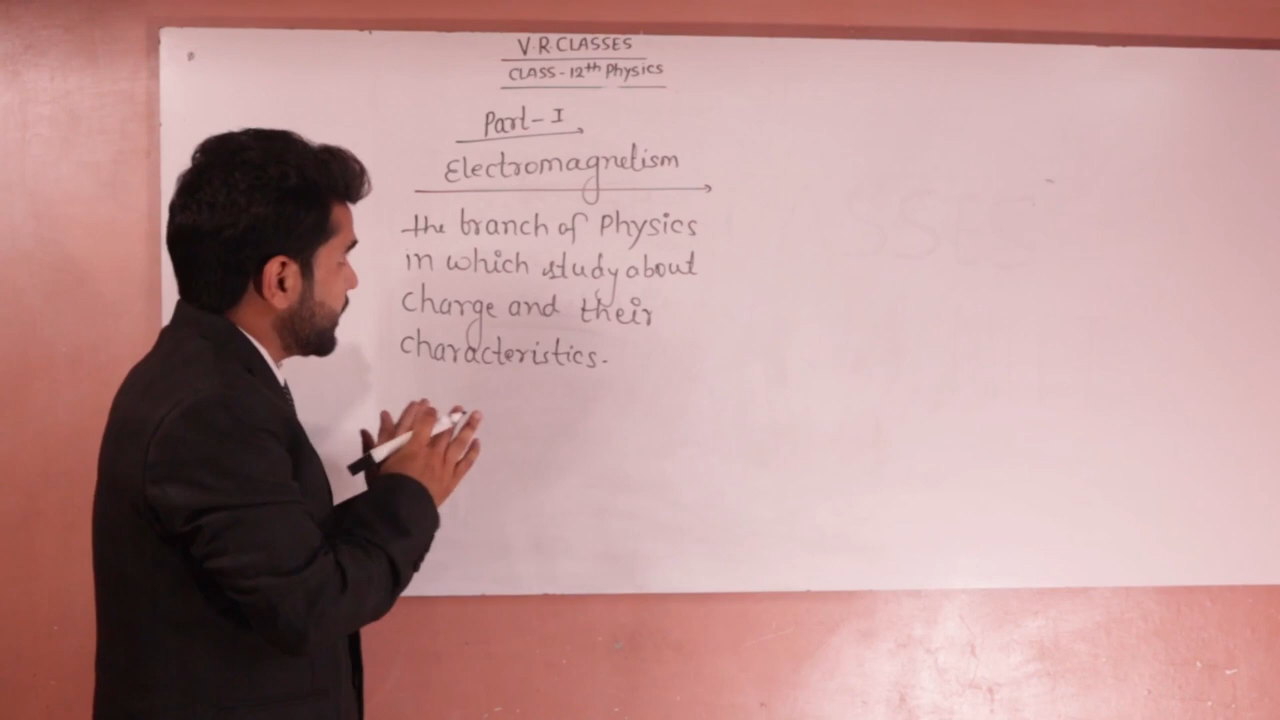 V.R.CLASSES
CLASS-12th Physics
Part-I
Electromagnetism
the branch of Physics
in which study about
charge and their
characteristics.